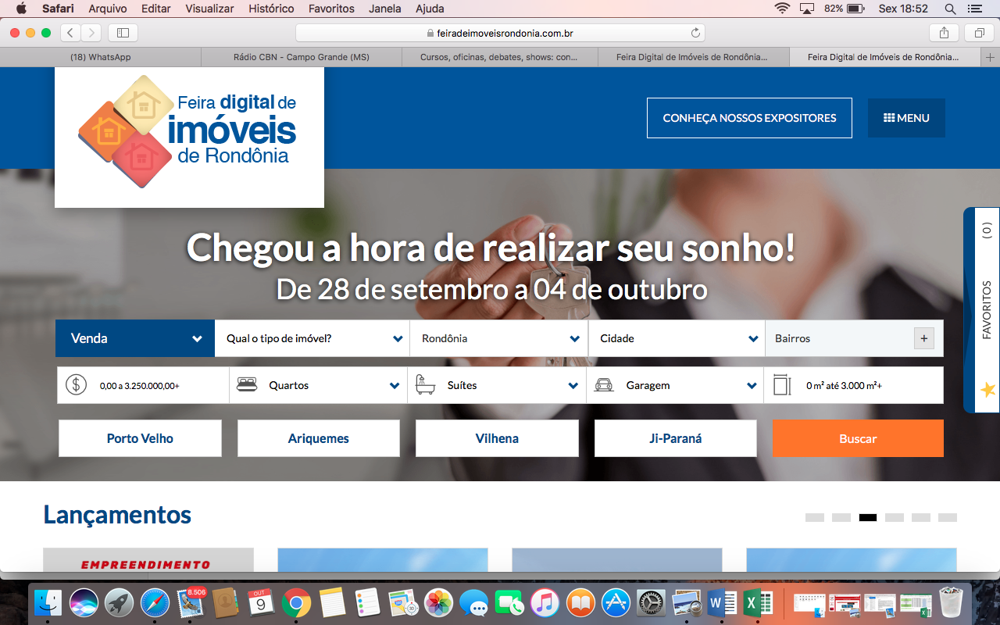 Safari Arquivo Editar Visualizar Histórico Favoritos Janela Ajuda 82% Sex 18:52
feiradeimoveisrondonia.com.br
(18) WhatsApp Rádio CBN - Campo Grande (MS) Cursos, oficinas, debates, shows: con... Feira Digital de Imóveis de Rondônia... Feira Digital de Imóveis de Rondônia...
Feira digital de
imóveis
de Rondônia
CONHEÇA NOSSOS EXPOSITORES MENU
Chegou a hora de realizar seu sonho!
De 28 de setembro a 04 de outubro
FAVORITOS (0)
Venda Qual o tipo de imóvel? Rondônia Cidade Bairros +
0,00 a 3.250.000,00+ Quartos Suítes Garagem 0 m² até 3.000 m²+
Porto Velho Ariquemes Vilhena Ji-Paraná Buscar
Lançamentos
EMPREENDIMENTO
8.506
OUT
9